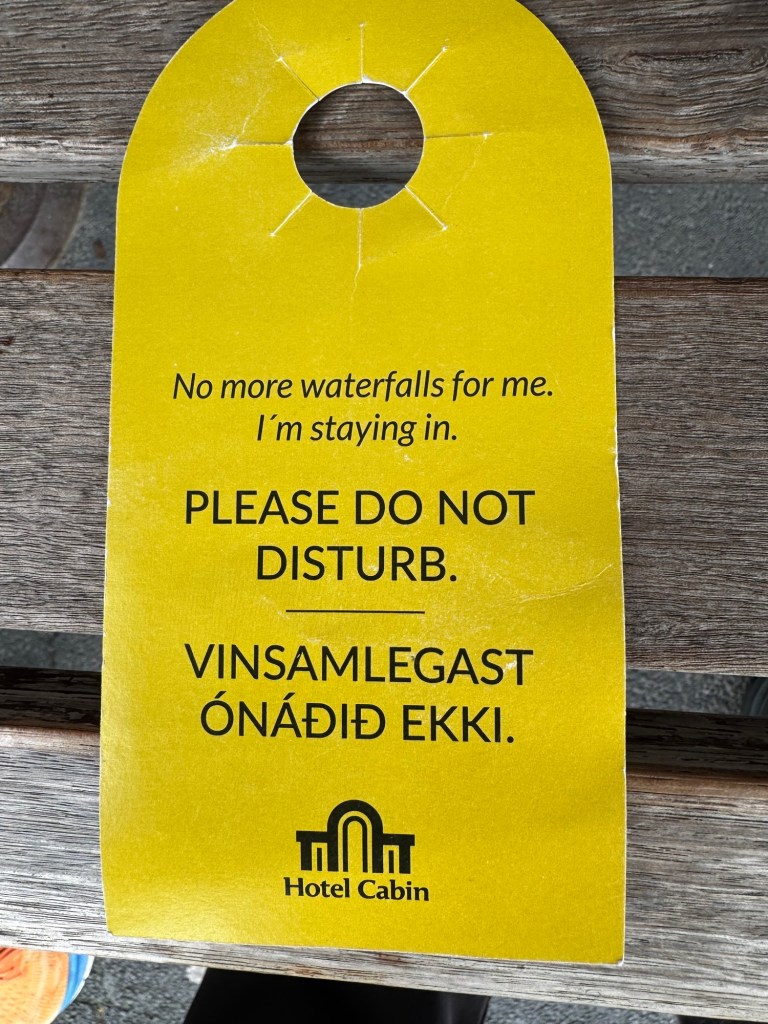 No more waterfalls for me.
I´m staying in.
PLEASE DO NOT
DISTURB.
VINSAMLEGAST
ÓNÁÐIÐ EKKI.
Hotel Cabin